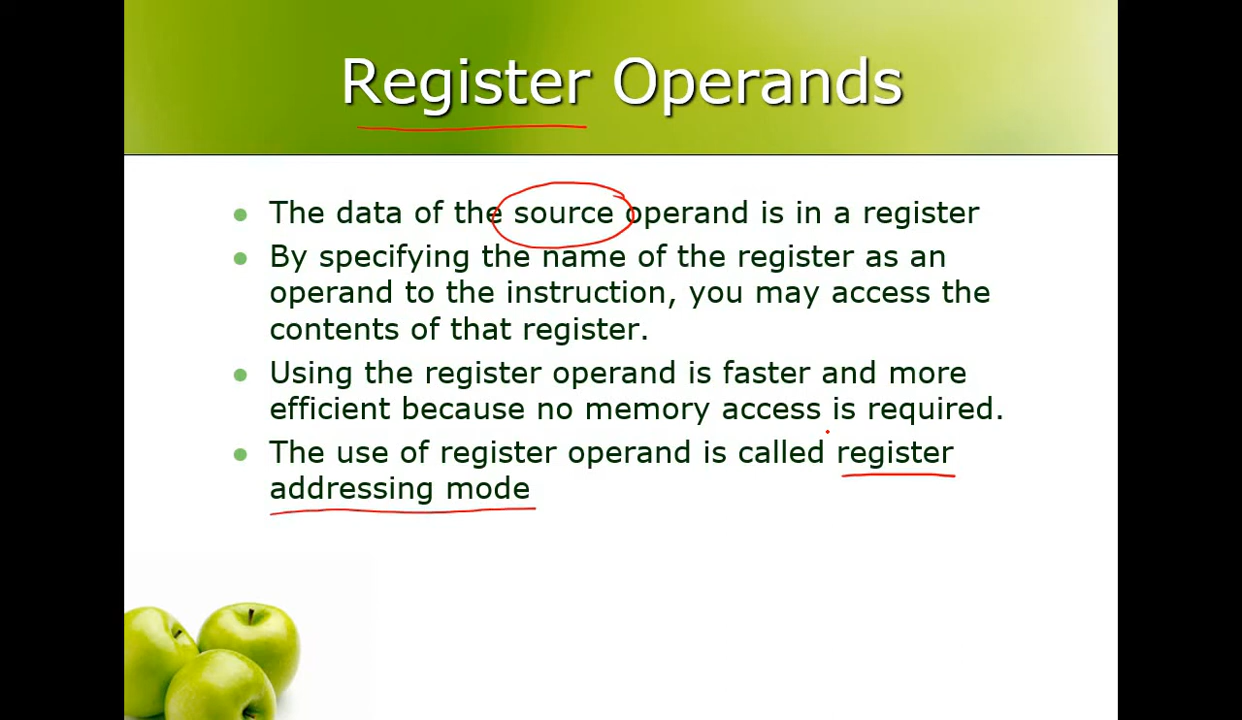 Register Operands
The data of the source operand is in a register
By specifying the name of the register as an
operand to the instruction, you may access the
contents of that register.
Using the register operand is faster and more
efficient because no memory access is required.
The use of register operand is called register
addressing mode